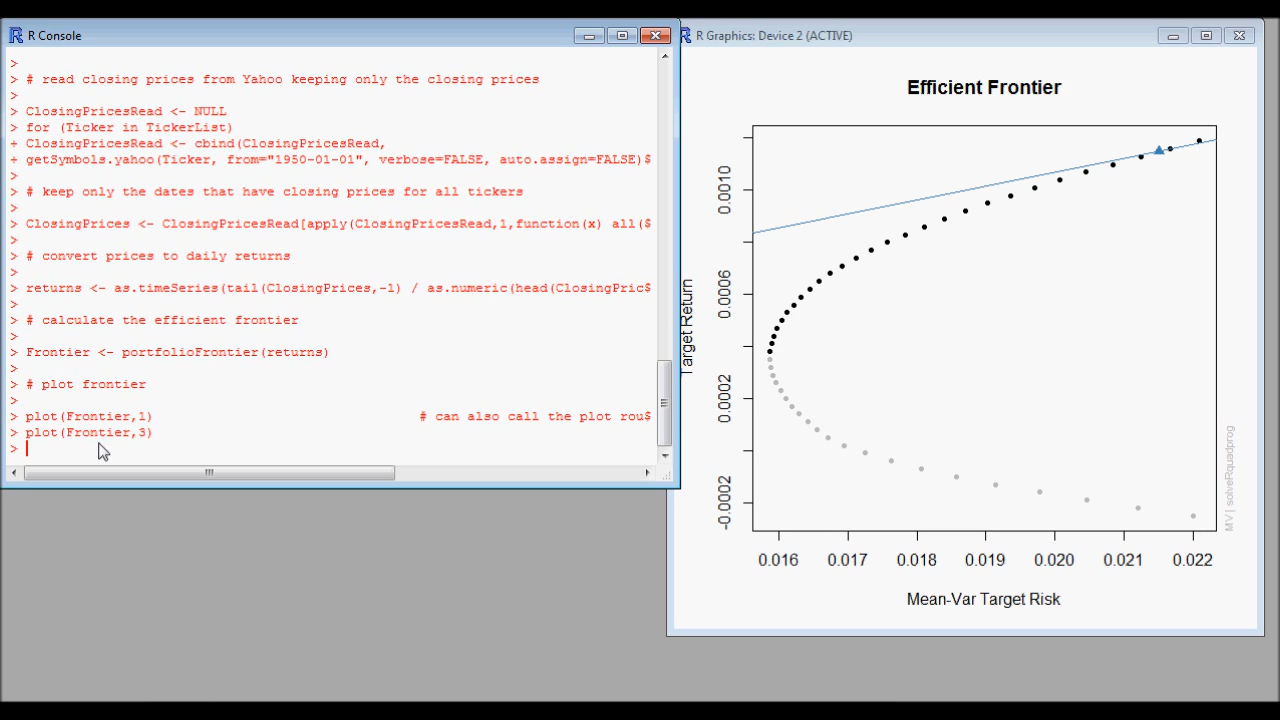 R Console
>
> # read closing prices from Yahoo keeping only the closing prices
>
> ClosingPricesRead <- NULL
> for (Ticker in TickerList)
+ ClosingPricesRead <- cbind(ClosingPricesRead,
+ getSymbols.yahoo(Ticker, from="1950-01-01", verbose=FALSE, auto.assign=FALSE)$
>
> # keep only the dates that have closing prices for all tickers
>
> ClosingPrices <- ClosingPricesRead[apply(ClosingPricesRead,1,function(x) all($
>
> # convert prices to daily returns
>
> returns <- as.timeSeries(tail(ClosingPrices,-1) / as.numeric(head(ClosingPric$
>
> # calculate the efficient frontier
>
> Frontier <- portfolioFrontier(returns)
>
> # plot frontier
>
> plot(Frontier,1) # can also call the plot rou$
> plot(Frontier,3)
>
R Graphics: Device 2 (ACTIVE)
Efficient Frontier
Target Return
0.0010
0.0006
0.0002
-0.0002
0.016 0.017 0.018 0.019 0.020 0.021 0.022
Mean-Var Target Risk
MV | solveRquadprog